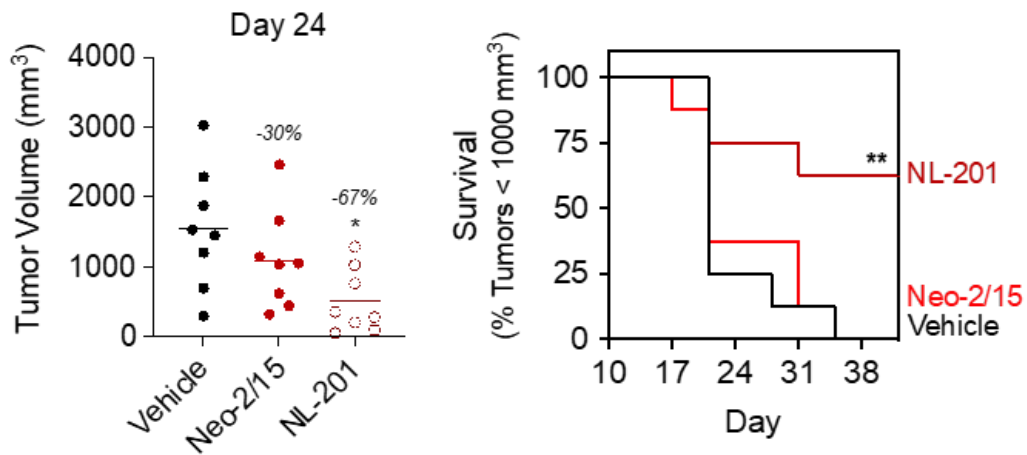 Day 24
Tumor Volume (mm³)
4000
3000
2000
1000
0
-30%
-67%
*
Vehicle
Neo-2/15
NL-201
Survival
(% Tumors < 1000 mm³)
100
75
50
25
0
**
NL-201
Neo-2/15
Vehicle
10 17 24 31 38
Day